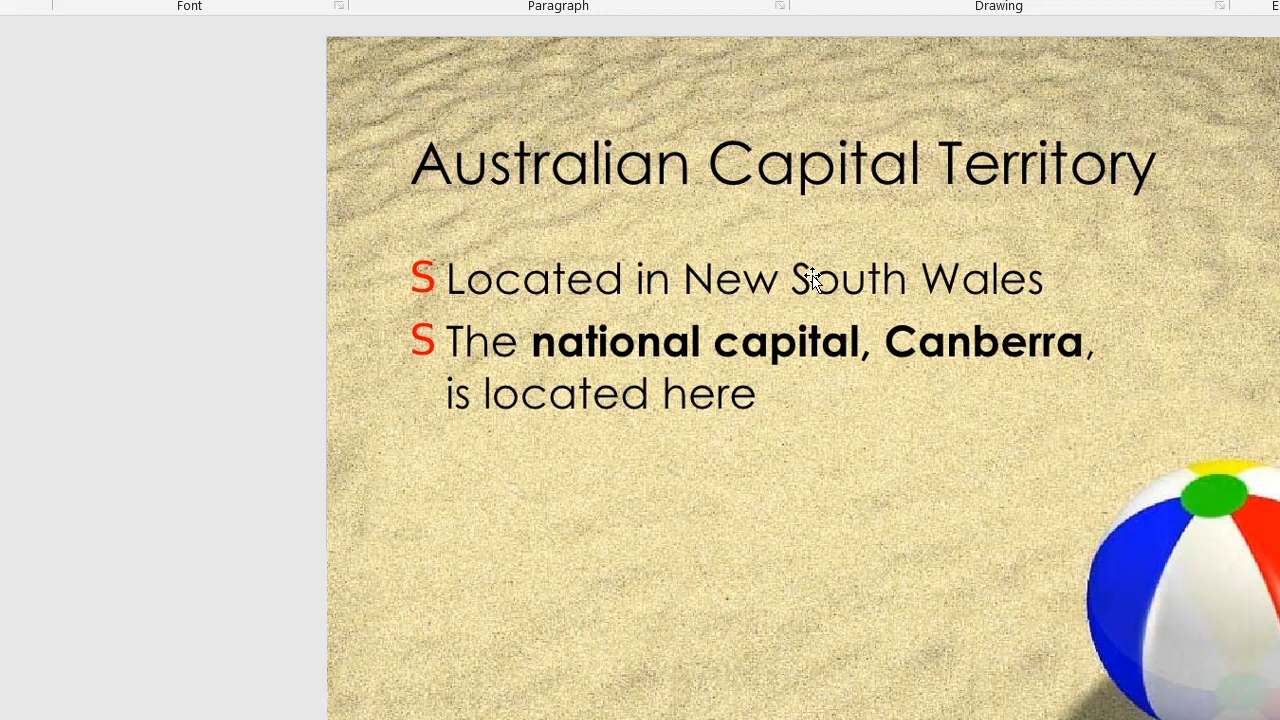 Font
Paragraph
Drawing
E
Australian Capital Territory
S Located in New South Wales
S The national capital, Canberra,
is located here